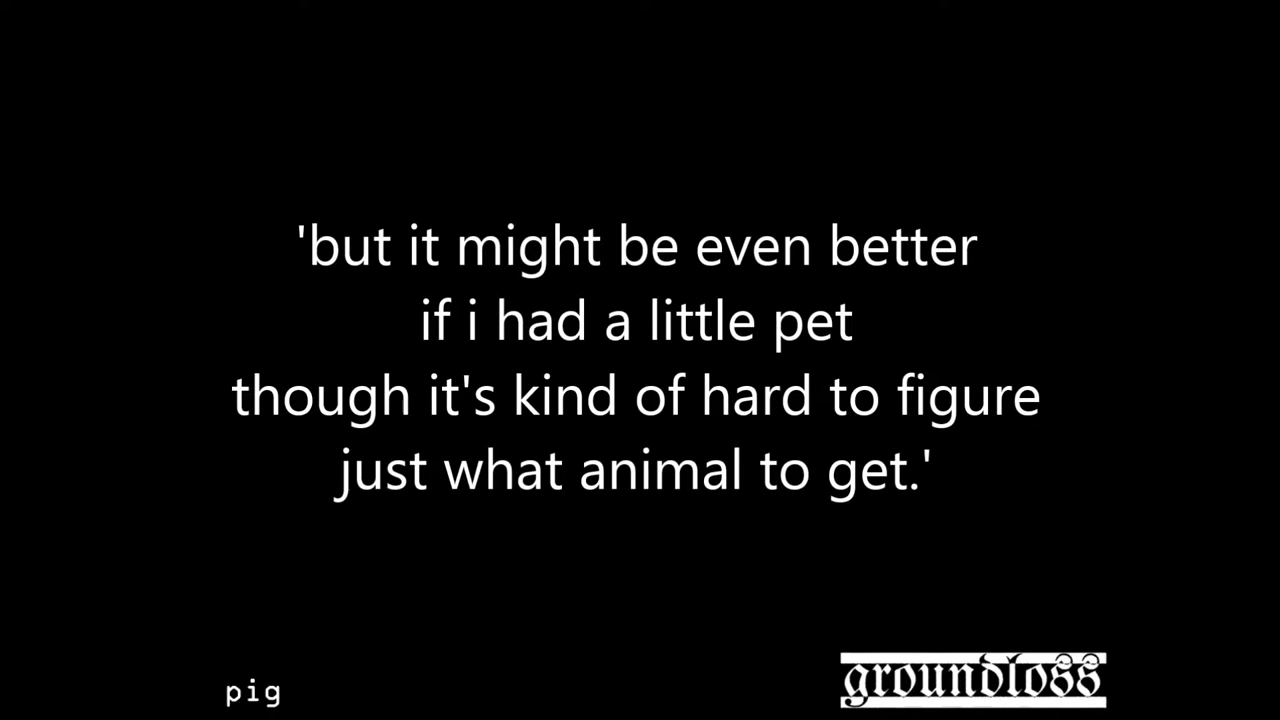 'but it might be even better
if i had a little pet
though it's kind of hard to figure
just what animal to get.'
pig
groundloss